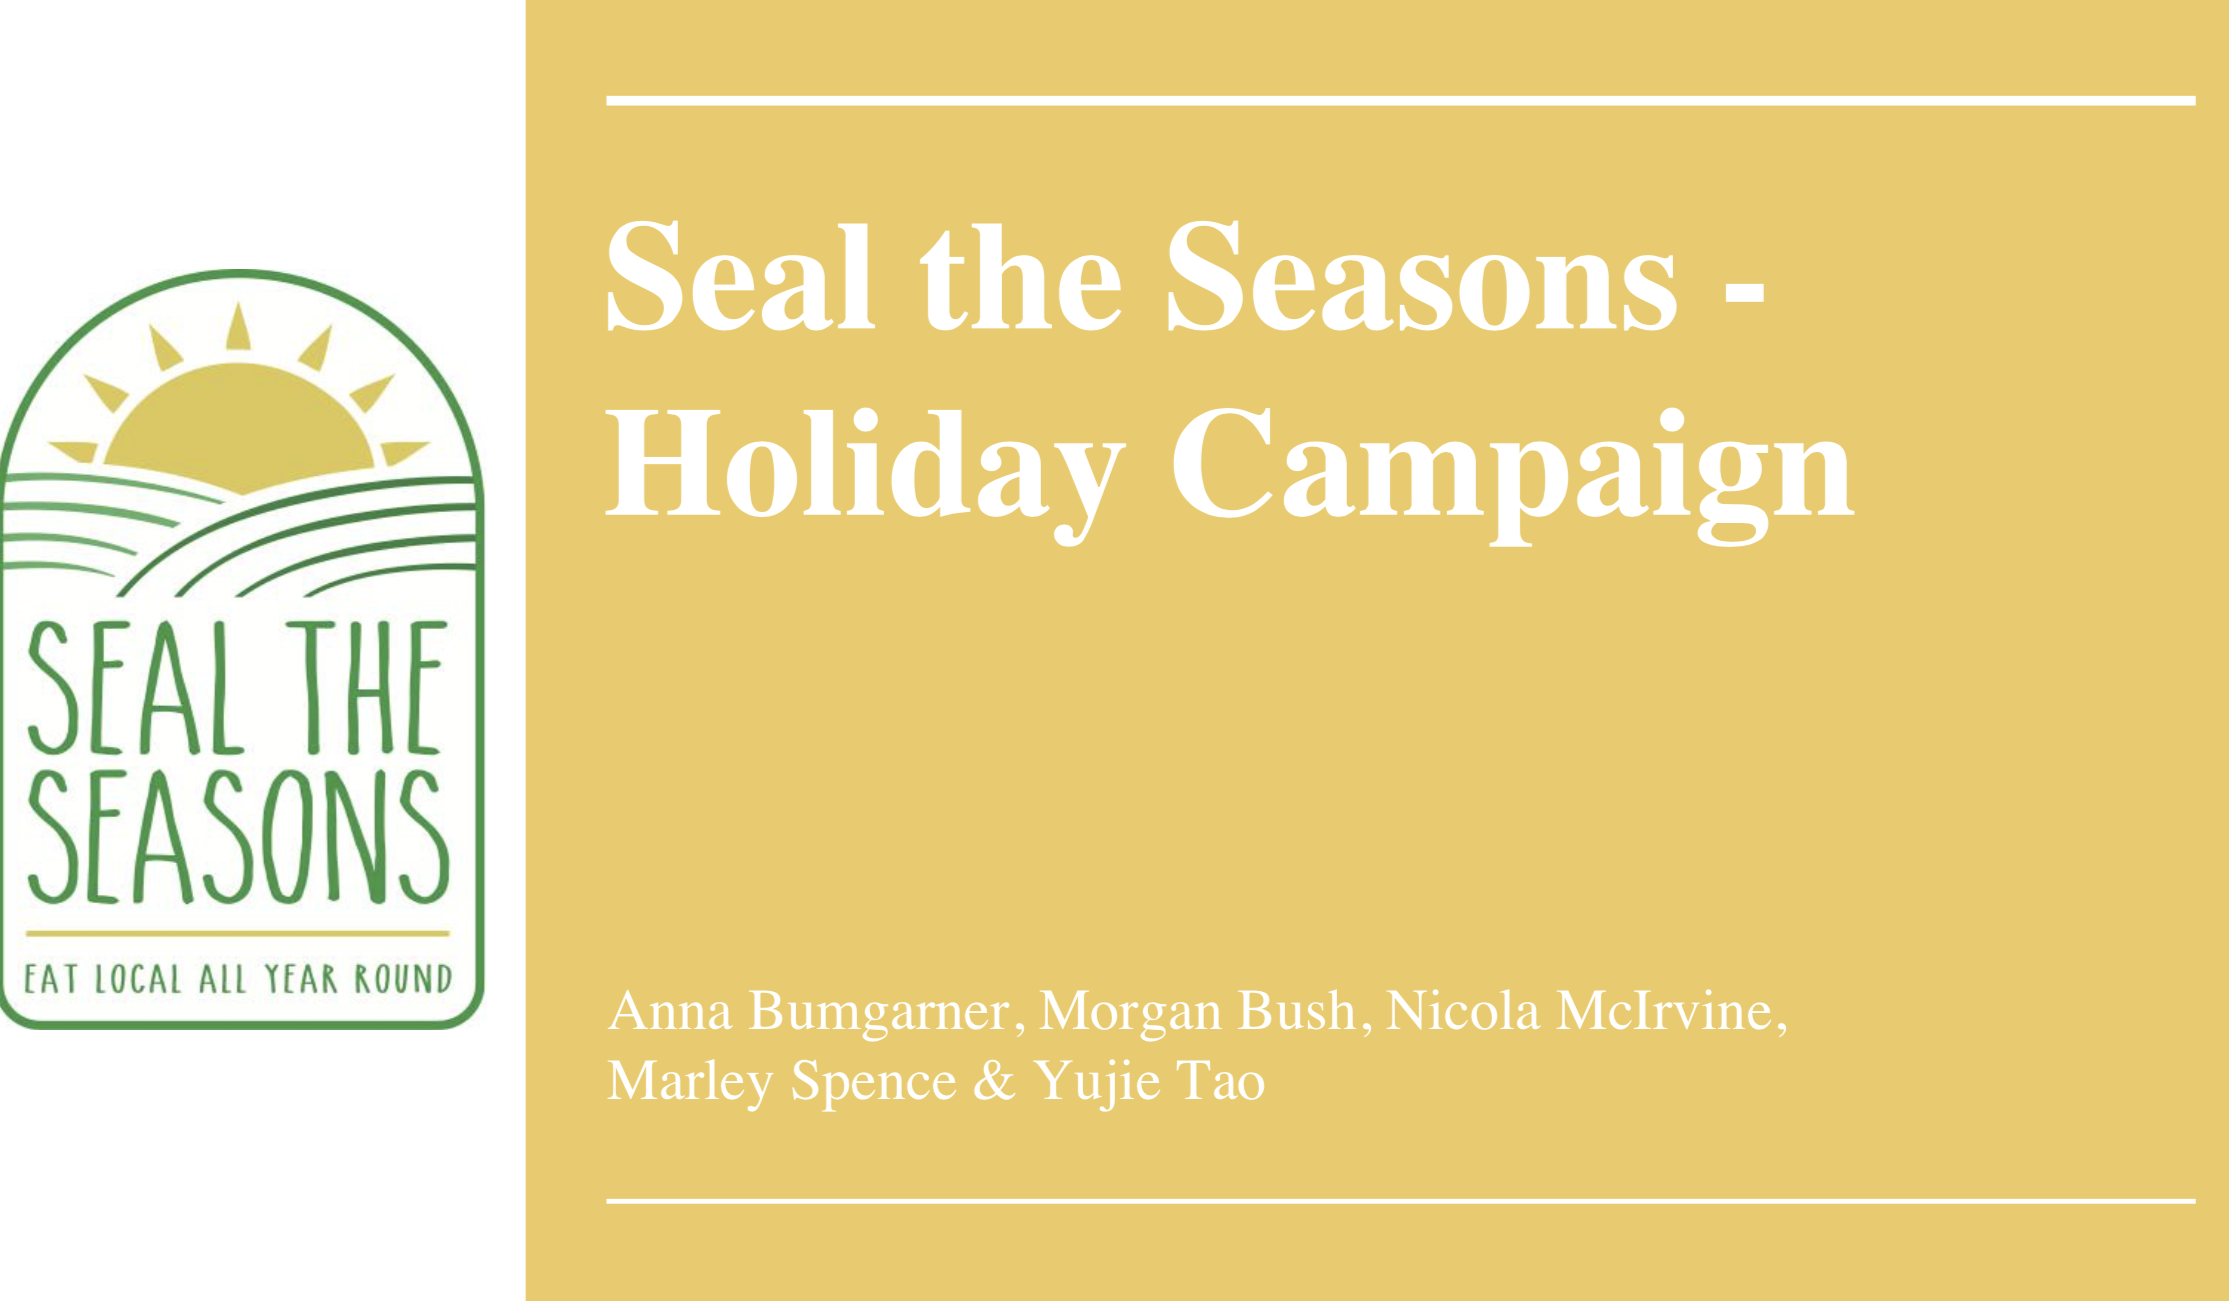 SEAL THE
SEASONS
EAT LOCAL ALL YEAR ROUND
Seal the Seasons -
Holiday Campaign
Anna Bumgarner, Morgan Bush, Nicola McIrvine,
Marley Spence & Yujie Tao